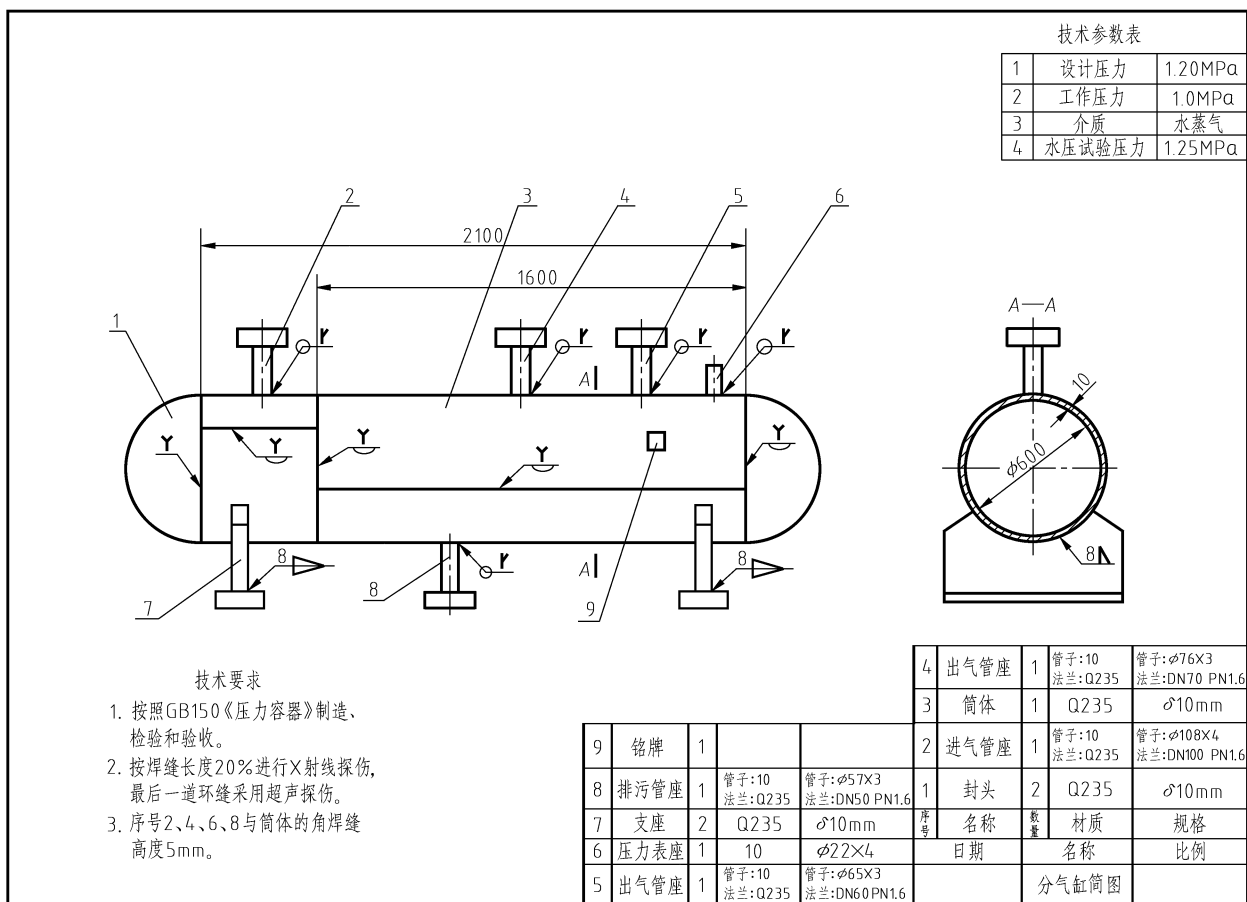 技术参数表
1 设计压力 1.20MPa
2 工作压力 1.0MPa
3 介质 水蒸气
4 水压试验压力 1.25MPa
2 3 4 5 6
2100
1600
1
A—A
A
10
φ600
8
8
8
A
7 8 9
技术要求
1. 按照GB150《压力容器》制造、
检验和验收。
2. 按焊缝长度20%进行X射线探伤,
最后一道环缝采用超声探伤。
3. 序号2、4、6、8与筒体的角焊缝
高度5mm。
4 出气管座 1 管子:10 管子:φ76X3
法兰:Q235 法兰:DN70 PN1.6
3 筒体 1 Q235 δ10mm
2 进气管座 1 管子:10 管子:φ108X4
法兰:Q235 法兰:DN100 PN1.6
1 封头 2 Q235 δ10mm
序号 名称 数量 材质 规格
日期 名称 比例
分气缸简图
9 铭牌 1
8 排污管座 1 管子:10 管子:φ57X3
法兰:Q235 法兰:DN50 PN1.6
7 支座 2 Q235 δ10mm
6 压力表座 1 10 φ22X4
5 出气管座 1 管子:10 管子:φ65X3
法兰:Q235 法兰:DN60 PN1.6